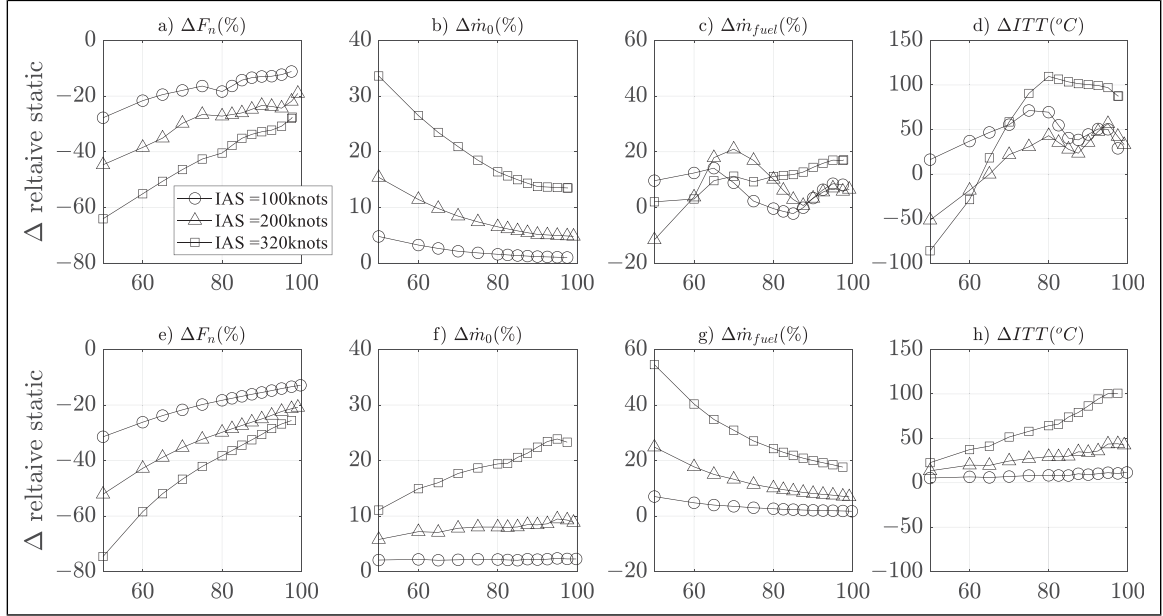 a) ΔFₙ(%)
b) Δṁ₀(%)
c) Δṁ_fuel(%)
d) ΔITT(°C)
Δ reltaive static
0
−20
−40
−60
−80
40
30
20
10
0
60
40
20
0
−20
150
100
50
0
−50
−100
IAS =100knots
IAS =200knots
IAS =320knots
60 80 100
60 80 100
60 80 100
60 80 100
e) ΔFₙ(%)
f) Δṁ₀(%)
g) Δṁ_fuel(%)
h) ΔITT(°C)
Δ reltaive static
0
−20
−40
−60
−80
40
30
20
10
0
60
40
20
0
−20
150
100
50
0
−50
−100
60 80 100
60 80 100
60 80 100
60 80 100